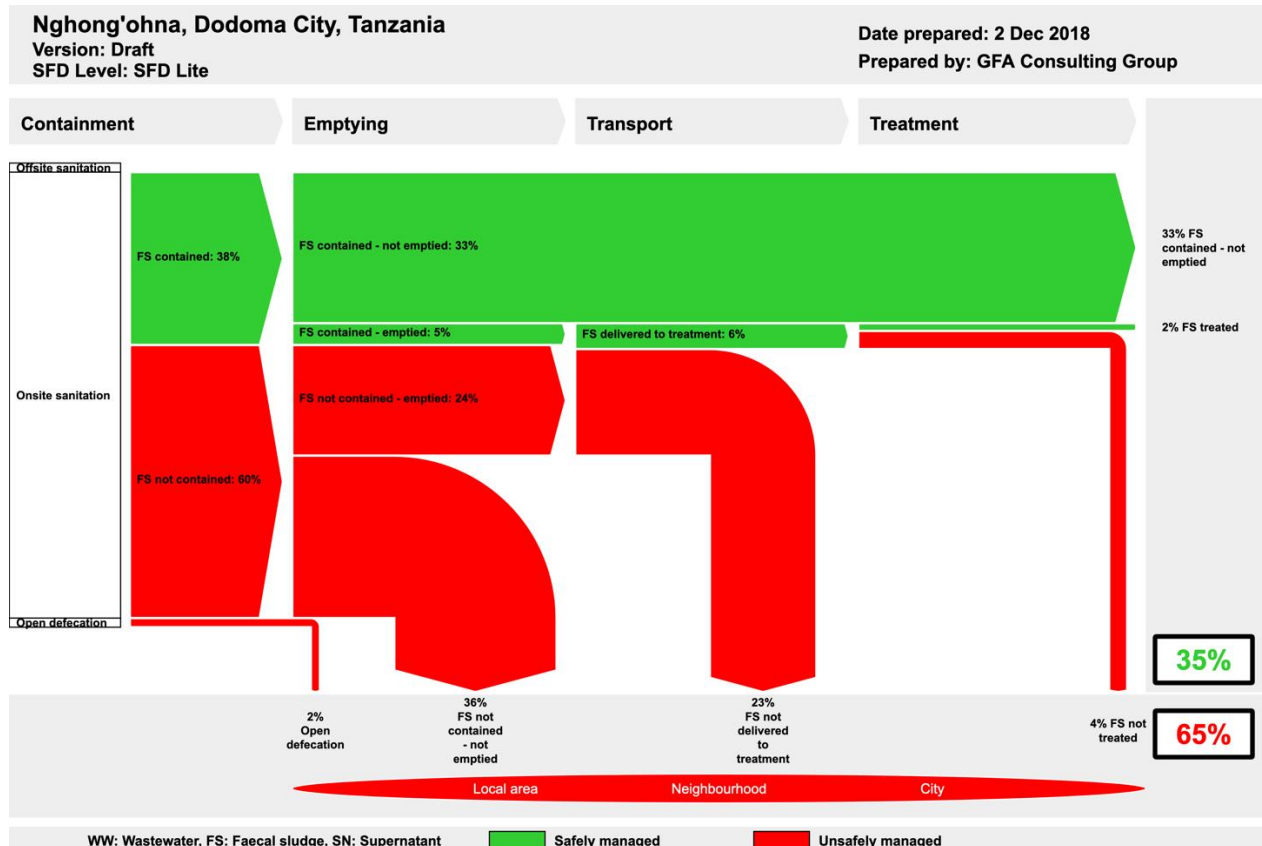 Nghong'ohna, Dodoma City, Tanzania
Version: Draft
SFD Level: SFD Lite
Date prepared: 2 Dec 2018
Prepared by: GFA Consulting Group
Containment
Emptying
Transport
Treatment
Offsite sanitation
FS contained: 38%
FS contained - not emptied: 33%
33% FS
contained - not
emptied
FS contained - emptied: 5%
FS delivered to treatment: 6%
2% FS treated
Onsite sanitation
FS not contained - emptied: 24%
FS not contained: 60%
Open defecation
35%
2%
Open
defecation
36%
FS not
contained
- not
emptied
23%
FS not
delivered
to
treatment
4% FS not
treated
65%
Local area
Neighbourhood
City
WW: Wastewater, FS: Faecal sludge, SN: Supernatant
Safely managed
Unsafely managed